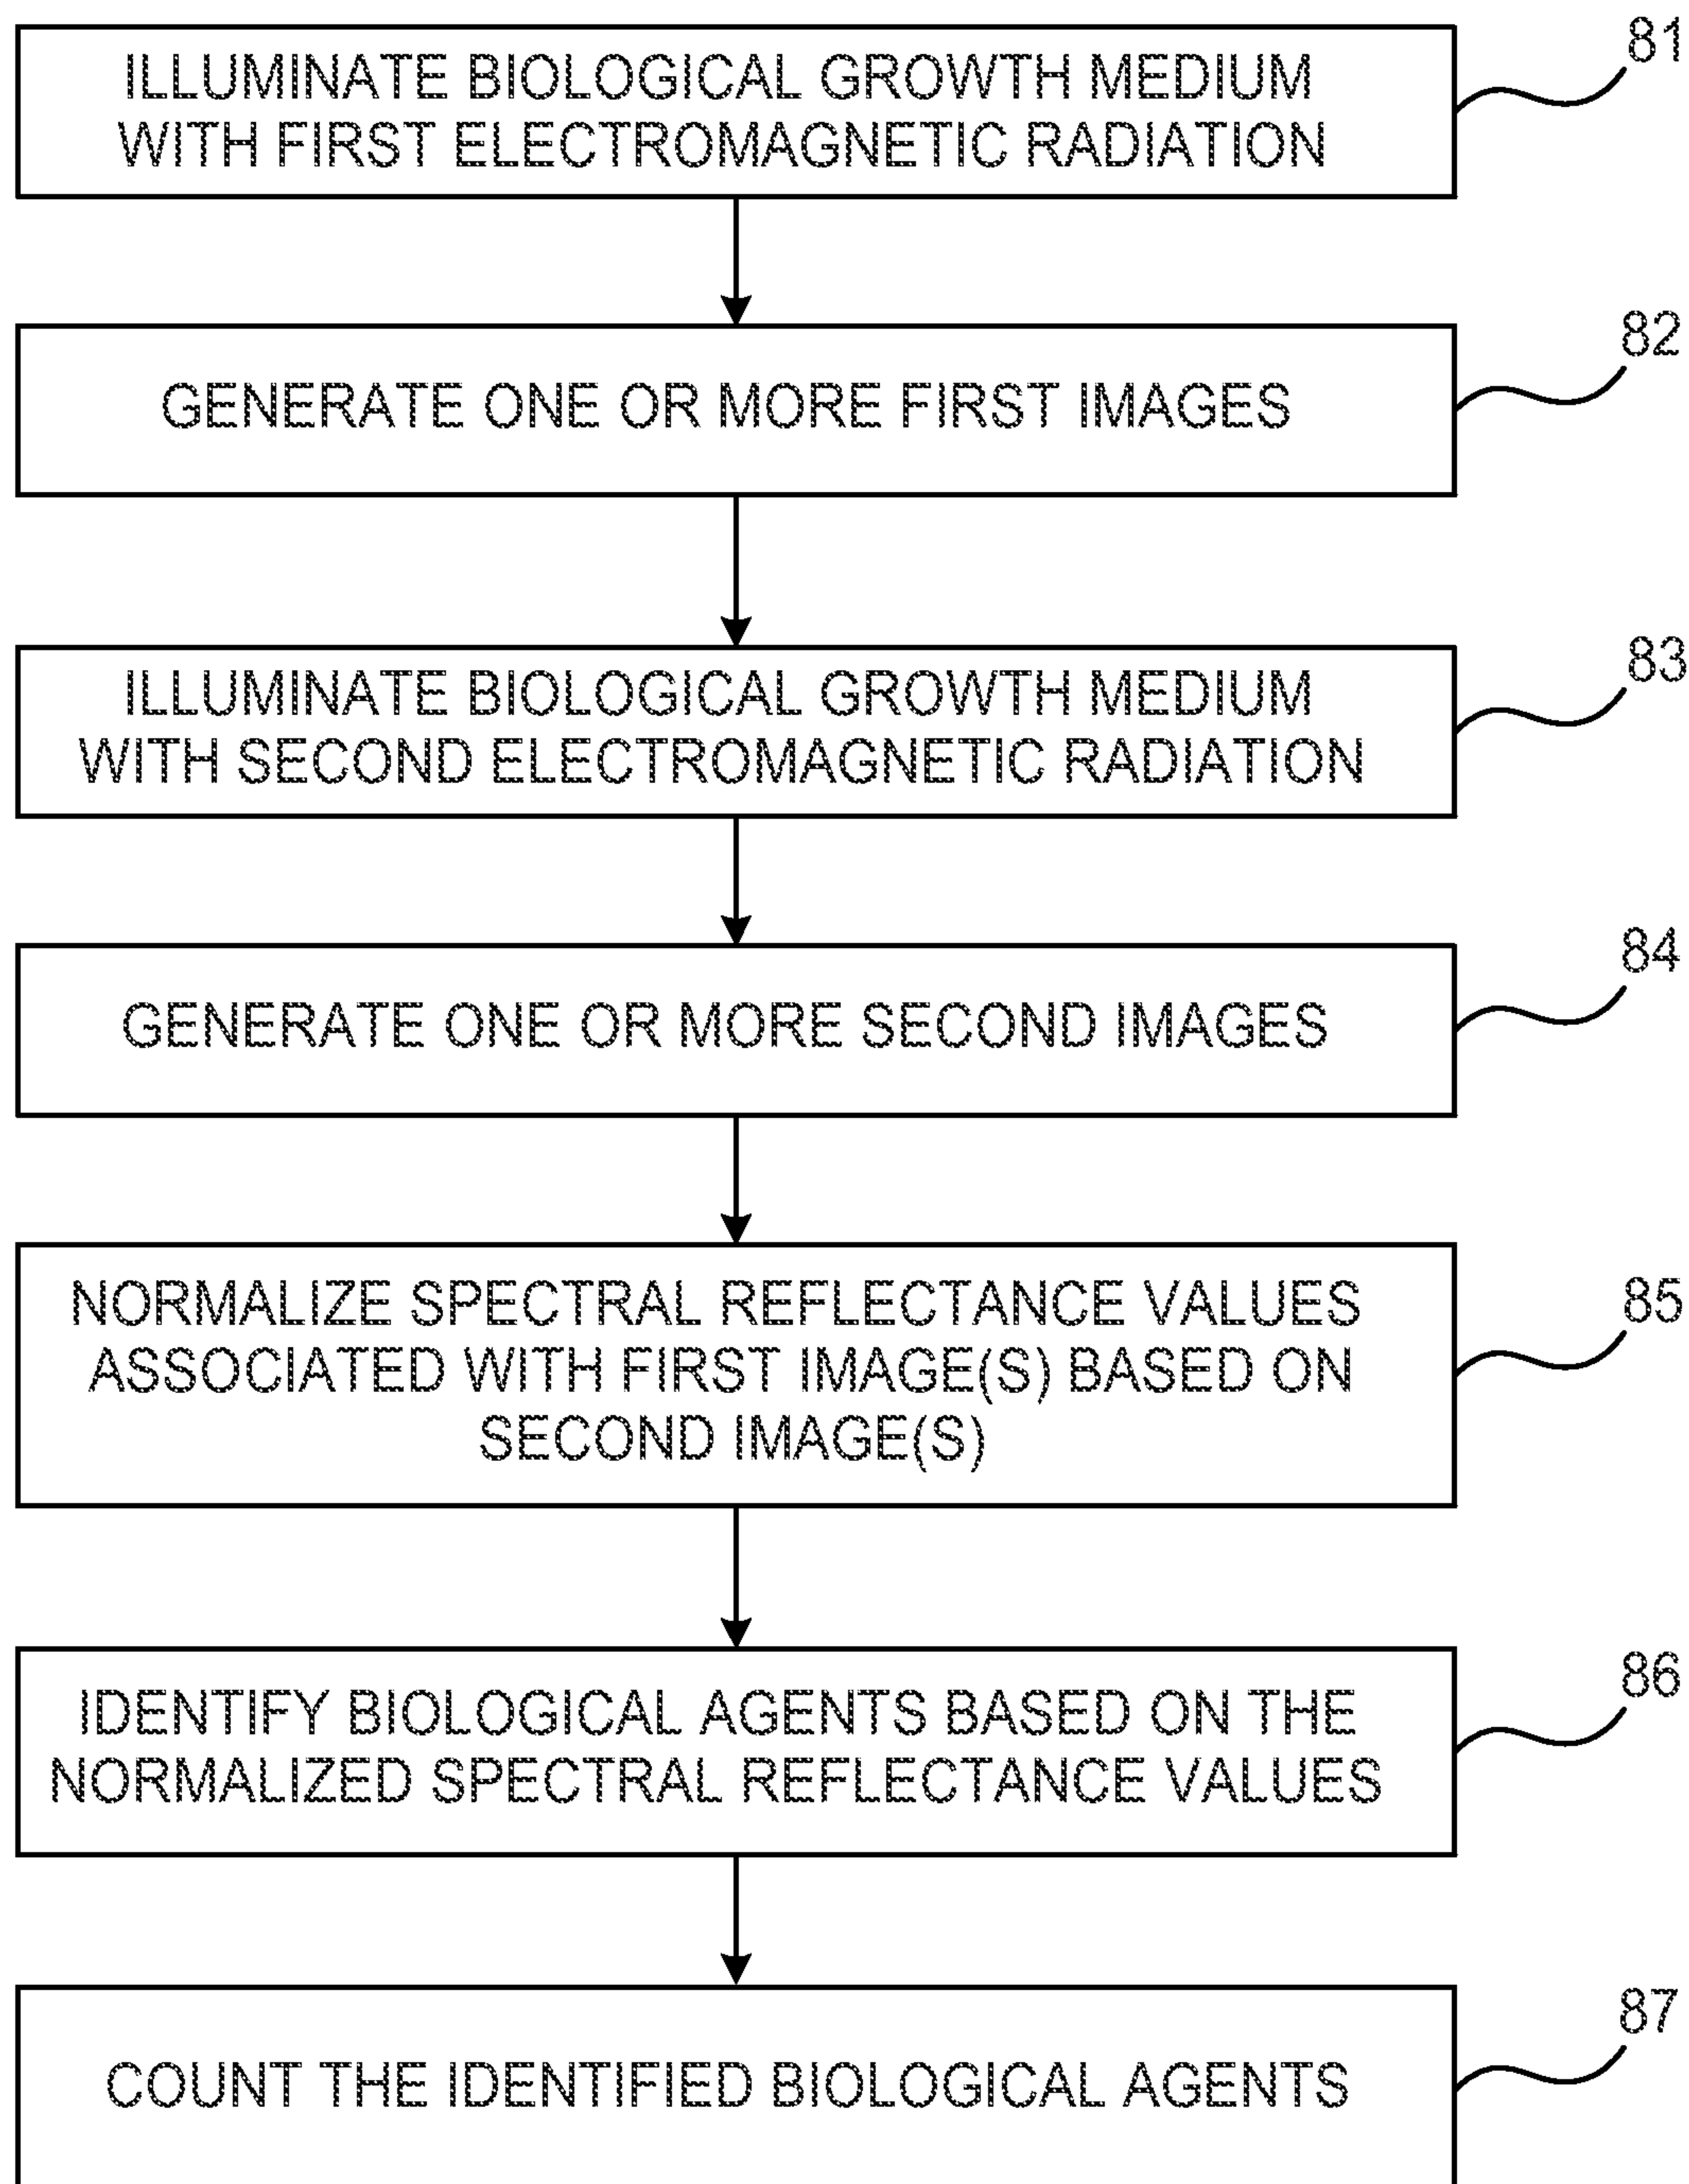 81
ILLUMINATE BIOLOGICAL GROWTH MEDIUM
WITH FIRST ELECTROMAGNETIC RADIATION
82
GENERATE ONE OR MORE FIRST IMAGES
83
ILLUMINATE BIOLOGICAL GROWTH MEDIUM
WITH SECOND ELECTROMAGNETIC RADIATION
84
GENERATE ONE OR MORE SECOND IMAGES
85
NORMALIZE SPECTRAL REFLECTANCE VALUES
ASSOCIATED WITH FIRST IMAGE(S) BASED ON
SECOND IMAGE(S)
86
IDENTIFY BIOLOGICAL AGENTS BASED ON THE
NORMALIZED SPECTRAL REFLECTANCE VALUES
87
COUNT THE IDENTIFIED BIOLOGICAL AGENTS